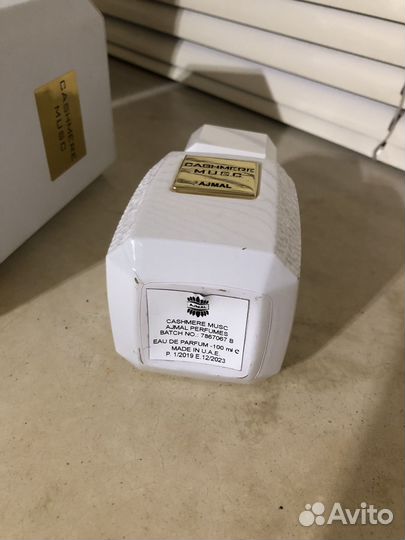 CASHMERE
MUSC
CASHMERE
MUSC
AJMAL
AJMAL
CASHMERE MUSC
AJMAL PERFUMES
BATCH NO.: 7867067 B
EAU DE PARFUM -100 ml e
MADE IN U.A.E.
P. 1/2019 E.12/2023
Avito